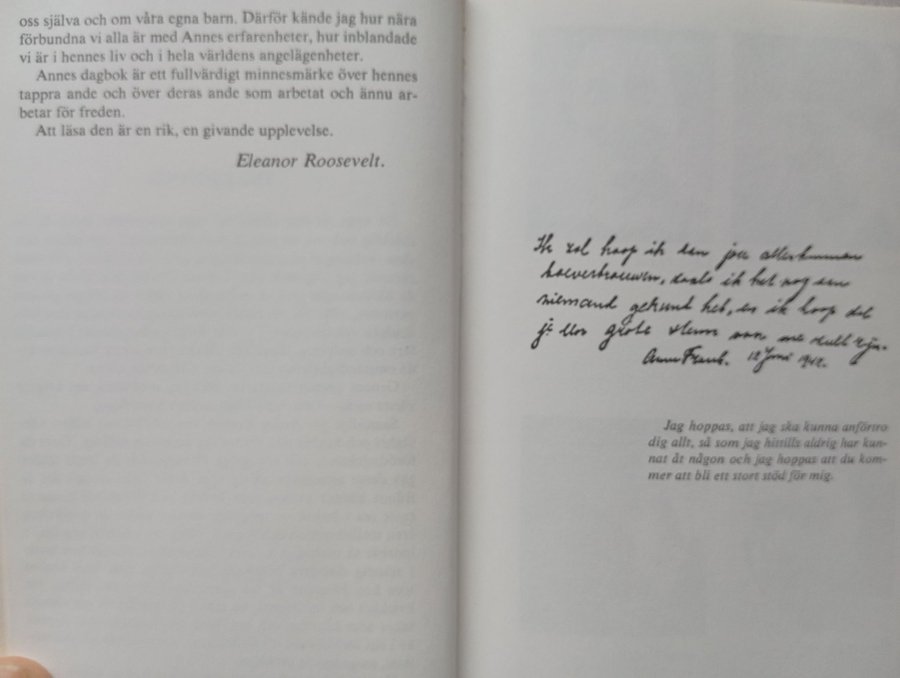 oss själva och om våra egna barn. Därför kände jag hur nära
förbundna vi alla är med Annes erfarenheter, hur inblandade
vi är i hennes liv och i hela världens angelägenheter.
Annes dagbok är ett fullvärdigt minnesmärke över hennes
tappra ande och över deras ande som arbetat och ännu ar-
betar för freden.
Att läsa den är en rik, en givande upplevelse.
Eleanor Roosevelt.
Ik zal hoop ik aan jou alles kunnen
toevertrouwen, zoals ik het nog aan
niemand gekund heb, en ik hoop dat
je een grote steun van me zult zijn.
Anne Frank. 12 Juni 1942.
Jag hoppas, att jag ska kunna anförtro
dig allt, så som jag hittills aldrig har kun-
nat åt någon och jag hoppas att du kom-
mer att bli ett stort stöd för mig.